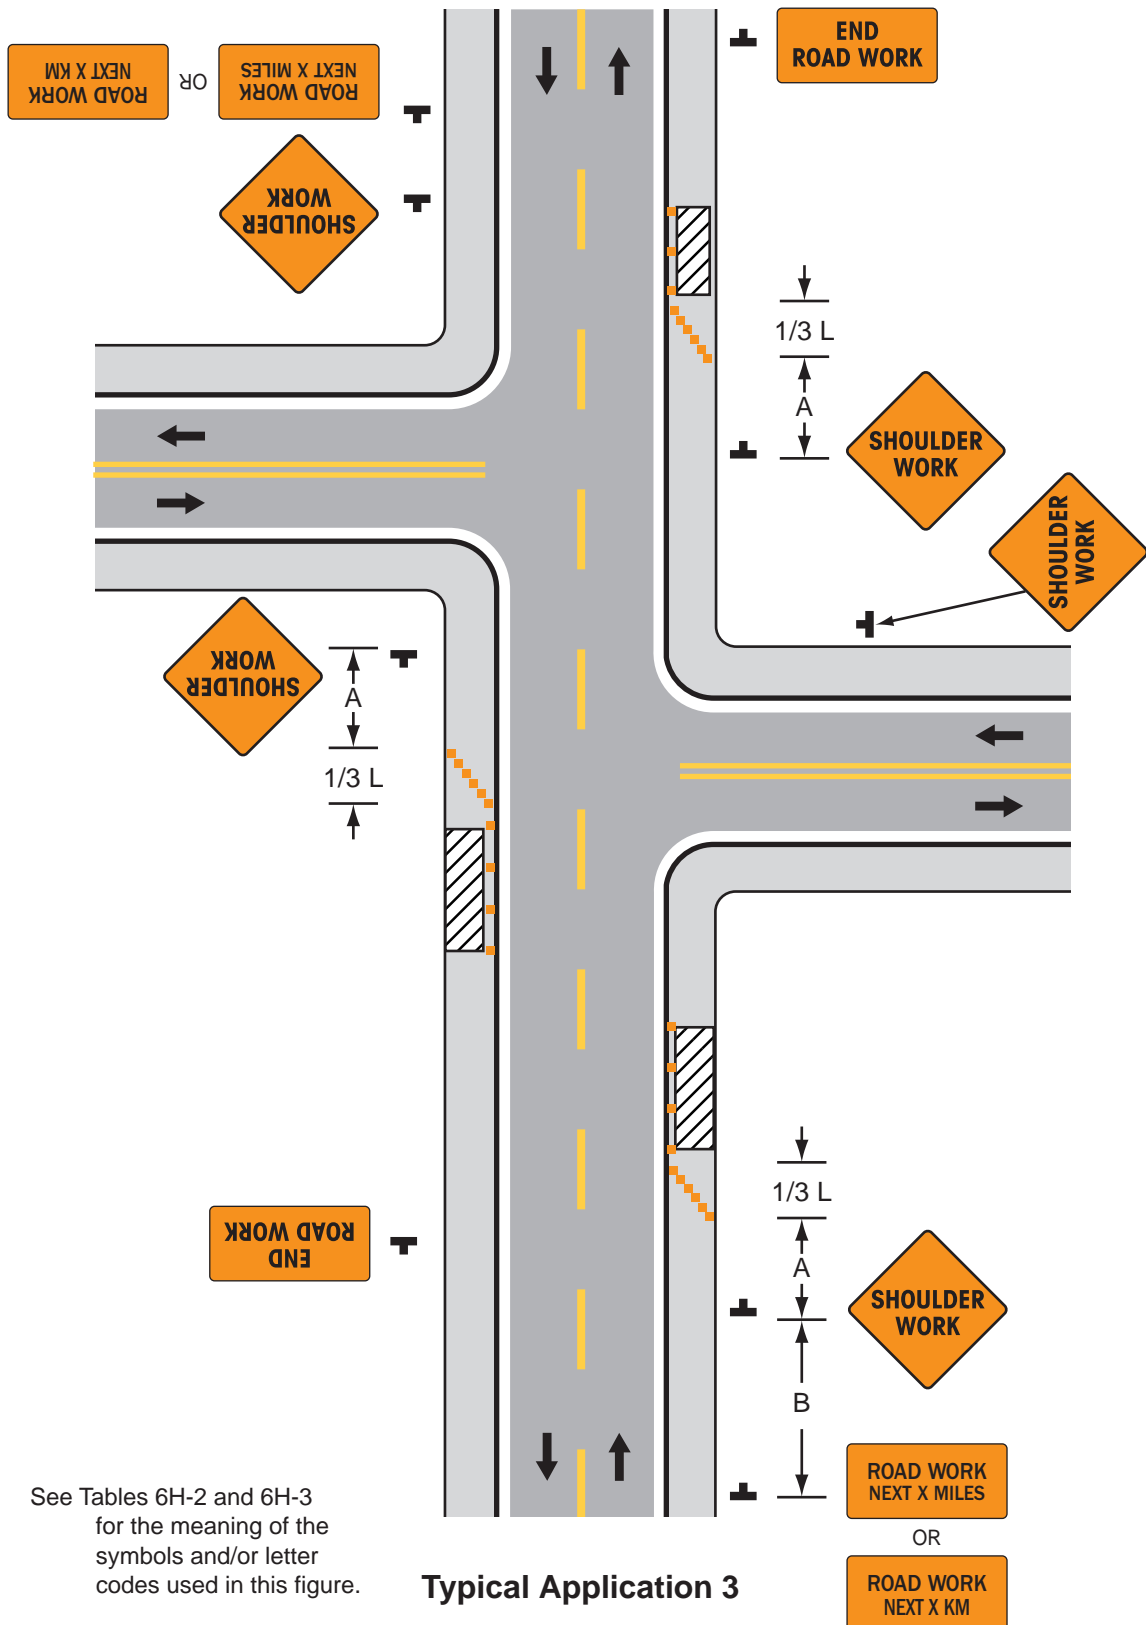 END
ROAD WORK
ROAD WORK
NEXT X KM
OR
ROAD WORK
NEXT X MILES
SHOULDER
WORK
1/3 L
A
SHOULDER
WORK
SHOULDER
WORK
SHOULDER
WORK
A
1/3 L
1/3 L
A
SHOULDER
WORK
B
END
ROAD WORK
ROAD WORK
NEXT X MILES
OR
ROAD WORK
NEXT X KM
See Tables 6H-2 and 6H-3
for the meaning of the
symbols and/or letter
codes used in this figure.
Typical Application 3